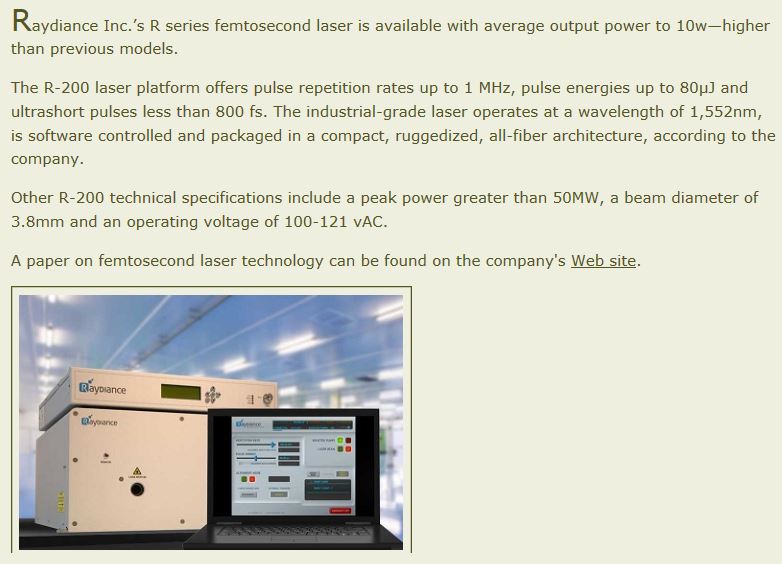 Raydiance Inc.’s R series femtosecond laser is available with average output power to 10w—higher
than previous models.
The R-200 laser platform offers pulse repetition rates up to 1 MHz, pulse energies up to 80µJ and
ultrashort pulses less than 800 fs. The industrial-grade laser operates at a wavelength of 1,552nm,
is software controlled and packaged in a compact, ruggedized, all-fiber architecture, according to the
company.
Other R-200 technical specifications include a peak power greater than 50MW, a beam diameter of
3.8mm and an operating voltage of 100-121 vAC.
A paper on femtosecond laser technology can be found on the company's Web site.
Raydiance
Raydiance
Raydiance